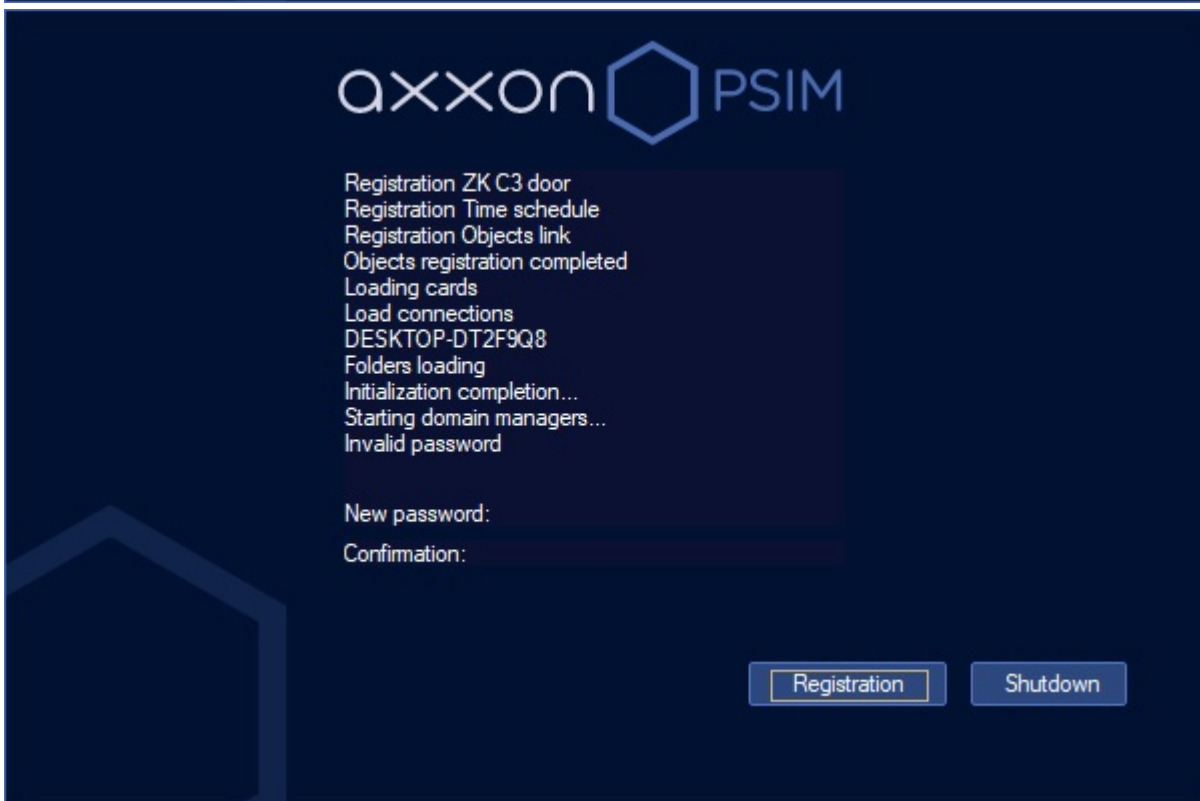 axxon PSIM
Registration ZK C3 door
Registration Time schedule
Registration Objects link
Objects registration completed
Loading cards
Load connections
DESKTOP-DT2F9Q8
Folders loading
Initialization completion...
Starting domain managers...
Invalid password
New password:
Confirmation:
Registration Shutdown